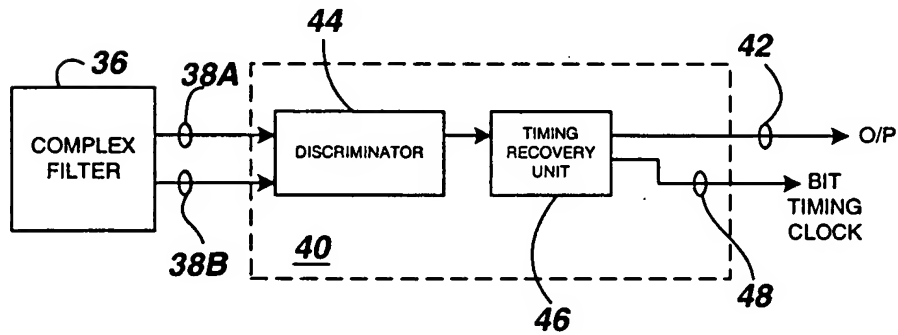 36
38A
44
42
COMPLEX
FILTER
DISCRIMINATOR
TIMING
RECOVERY
UNIT
O/P
BIT
TIMING
CLOCK
38B
40
46
48